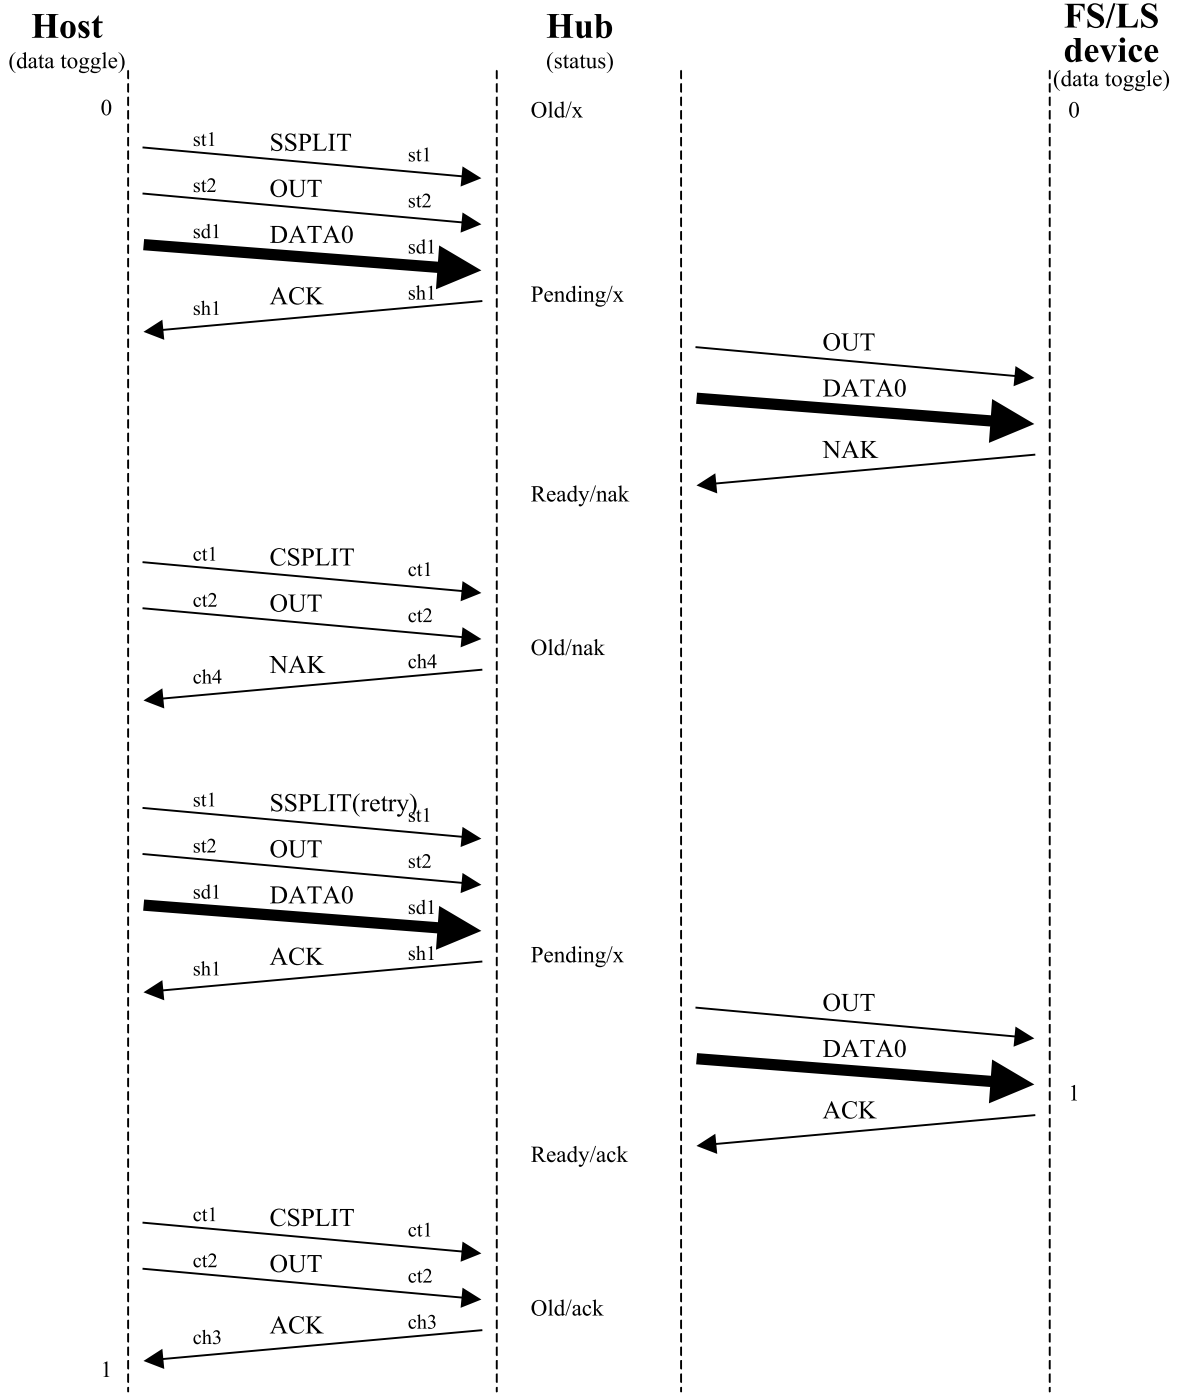 Host
(data toggle)
Hub
(status)
FS/LS
device
(data toggle)
0
Old/x
0
st1 SSPLIT st1
st2 OUT st2
sd1 DATA0 sd1
sh1 ACK sh1
Pending/x
OUT
DATA0
NAK
Ready/nak
ct1 CSPLIT ct1
ct2 OUT ct2
Old/nak
ch4 NAK ch4
st1 SSPLIT(retry) st1
st2 OUT st2
sd1 DATA0 sd1
sh1 ACK sh1
Pending/x
OUT
DATA0
1
ACK
Ready/ack
ct1 CSPLIT ct1
ct2 OUT ct2
Old/ack
ch3 ACK ch3
1